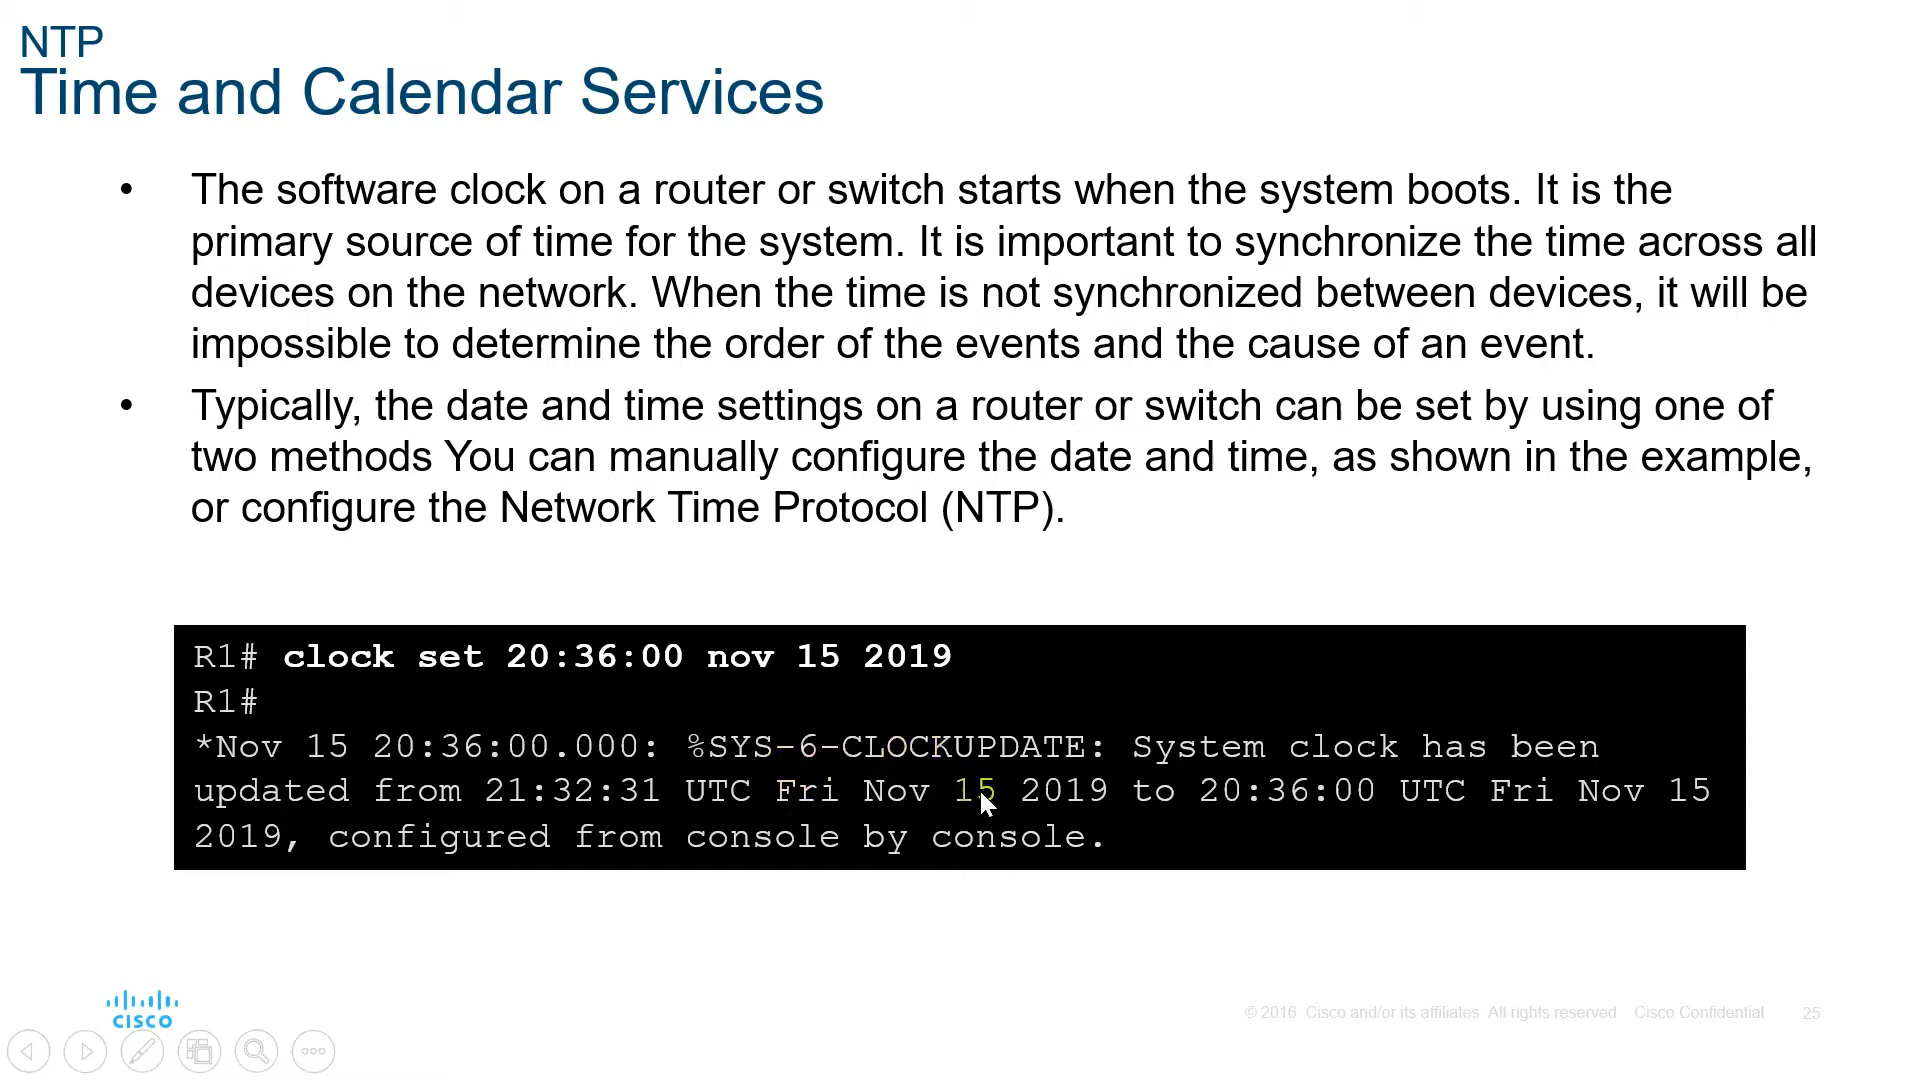 NTP
Time and Calendar Services
• The software clock on a router or switch starts when the system boots. It is the
primary source of time for the system. It is important to synchronize the time across all
devices on the network. When the time is not synchronized between devices, it will be
impossible to determine the order of the events and the cause of an event.
• Typically, the date and time settings on a router or switch can be set by using one of
two methods You can manually configure the date and time, as shown in the example,
or configure the Network Time Protocol (NTP).
R1# clock set 20:36:00 nov 15 2019
R1#
*Nov 15 20:36:00.000: %SYS-6-CLOCKUPDATE: System clock has been
updated from 21:32:31 UTC Fri Nov 15 2019 to 20:36:00 UTC Fri Nov 15
2019, configured from console by console.
CISCO
© 2016 Cisco and/or its affiliates All rights reserved Cisco Confidential 25